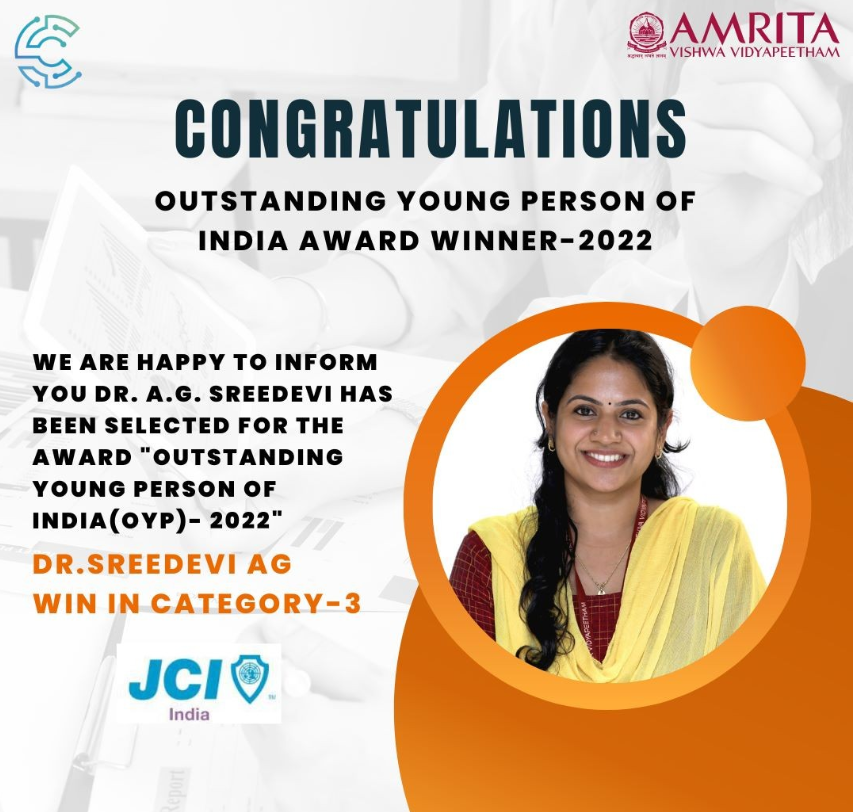 AMRITA
VISHWA VIDYAPEETHAM
CONGRATULATIONS
OUTSTANDING YOUNG PERSON OF
INDIA AWARD WINNER-2022
WE ARE HAPPY TO INFORM
YOU DR. A.G. SREEDEVI HAS
BEEN SELECTED FOR THE
AWARD "OUTSTANDING
YOUNG PERSON OF
INDIA(OYP)- 2022"
DR.SREEDEVI AG
WIN IN CATEGORY-3
JCI
India
VIDYAPEETHAM
Report